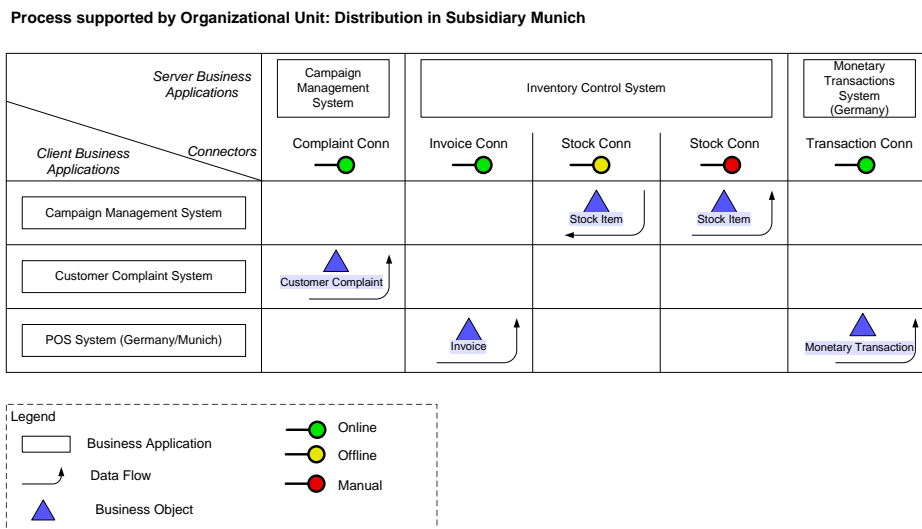 Process supported by Organizational Unit: Distribution in Subsidiary Munich
Server Business
Applications
Campaign
Management
System
Inventory Control System
Monetary
Transactions
System
(Germany)
Client Business
Applications
Connectors
Complaint Conn
Invoice Conn
Stock Conn
Stock Conn
Transaction Conn
Campaign Management System
Stock Item
Stock Item
Customer Complaint System
Customer Complaint
POS System (Germany/Munich)
Invoice
Monetary Transaction
Legend
Business Application
Data Flow
Business Object
Online
Offline
Manual